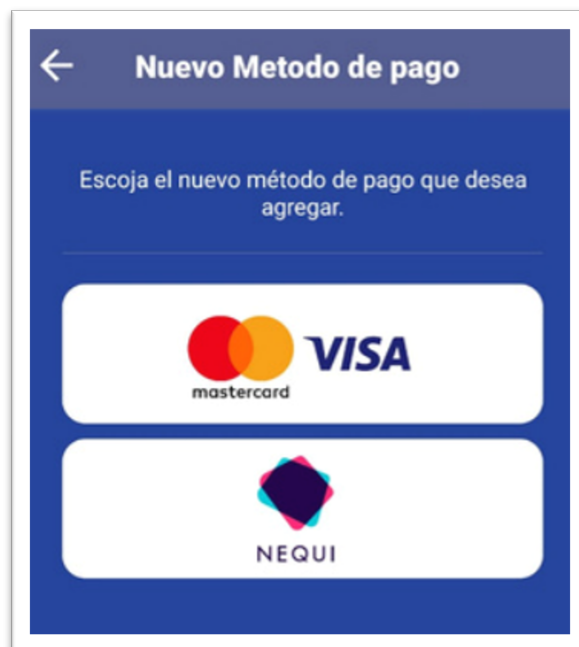 Nuevo Metodo de pago
Escoja el nuevo método de pago que desea
agregar.
mastercard
VISA
NEQUI